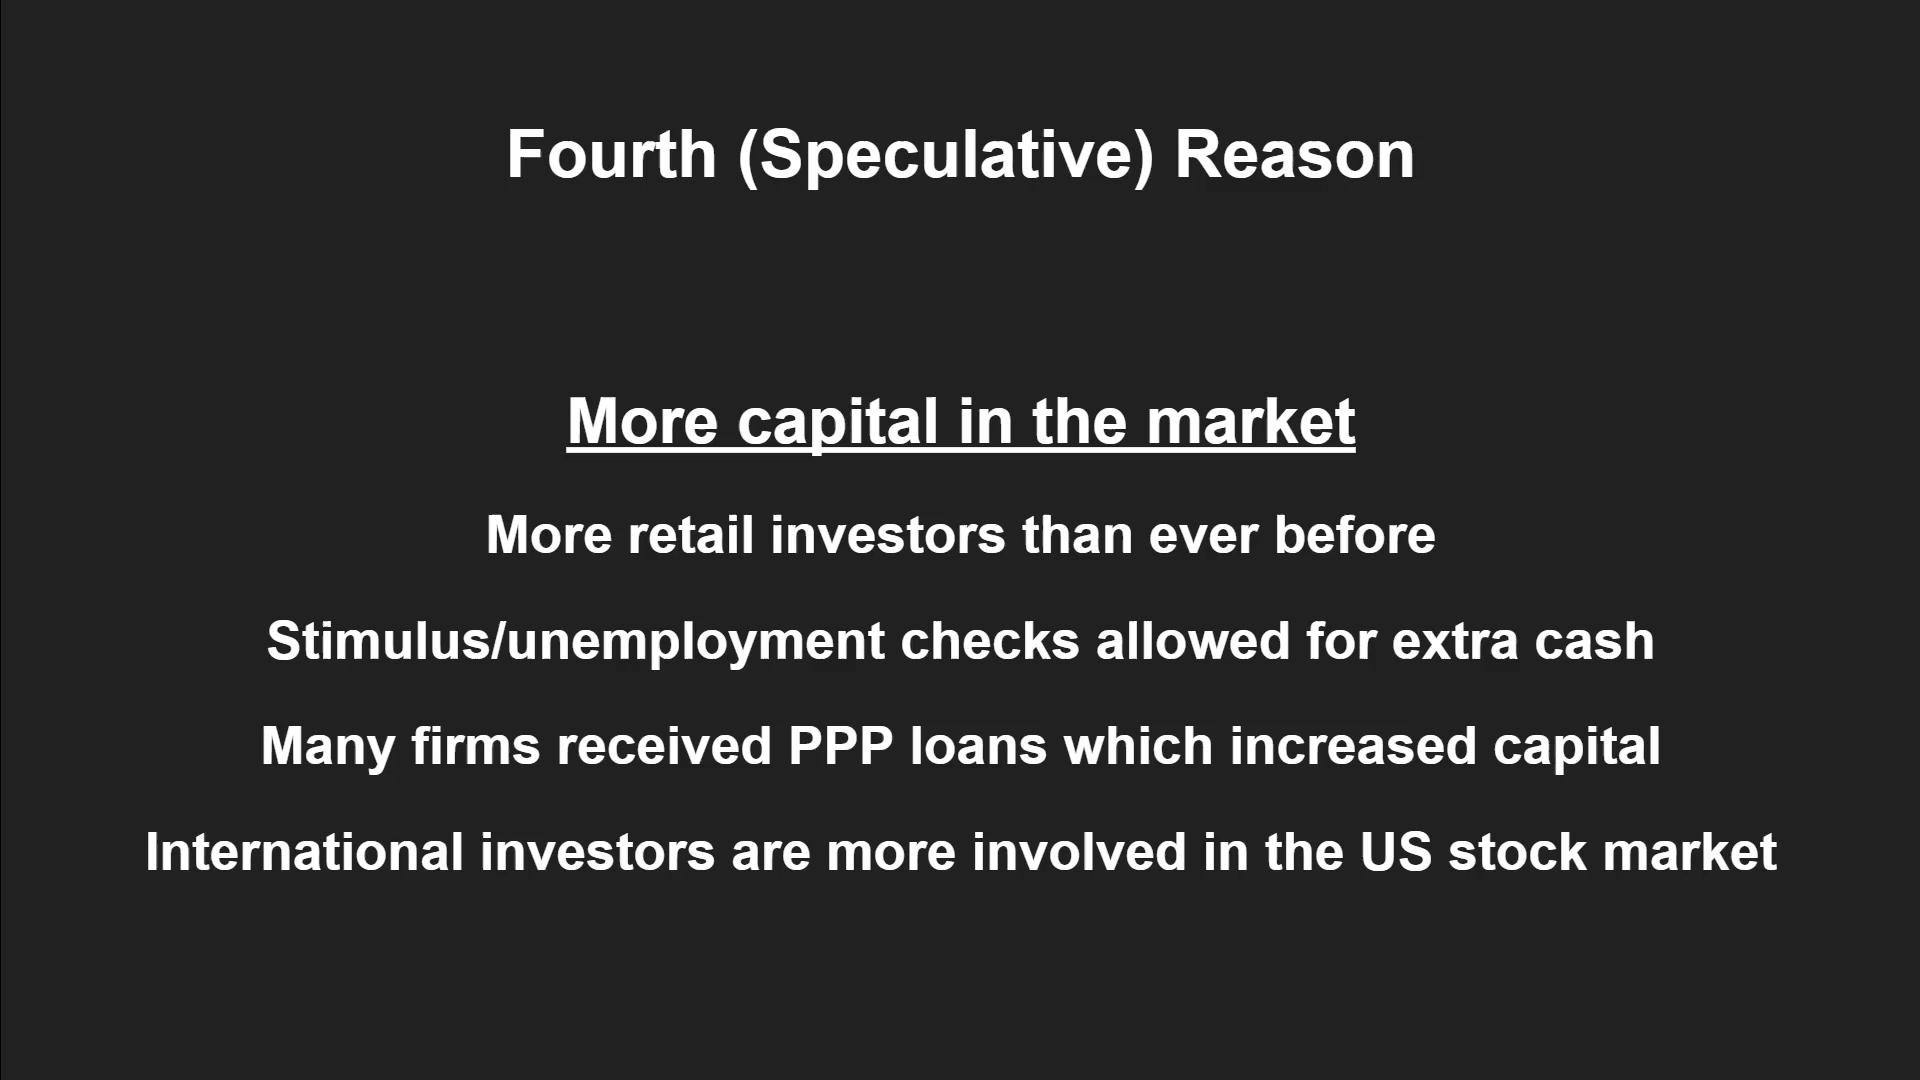 Fourth (Speculative) Reason
More capital in the market
More retail investors than ever before
Stimulus/unemployment checks allowed for extra cash
Many firms received PPP loans which increased capital
International investors are more involved in the US stock market